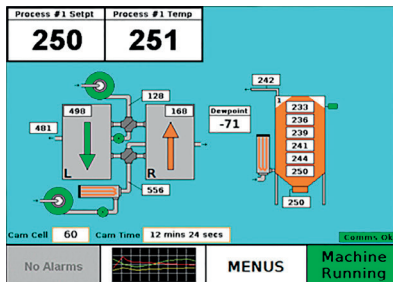 Process #1 Setpt
Process #1 Temp
250
251
128
242
498
168
Dewpoint
-71
481
1
233
236
239
241
244
250
L
R
556
250
Cam Cell 60 Cam Time 12 mins 24 secs
Comms Ok
No Alarms
MENUS
Machine
Running